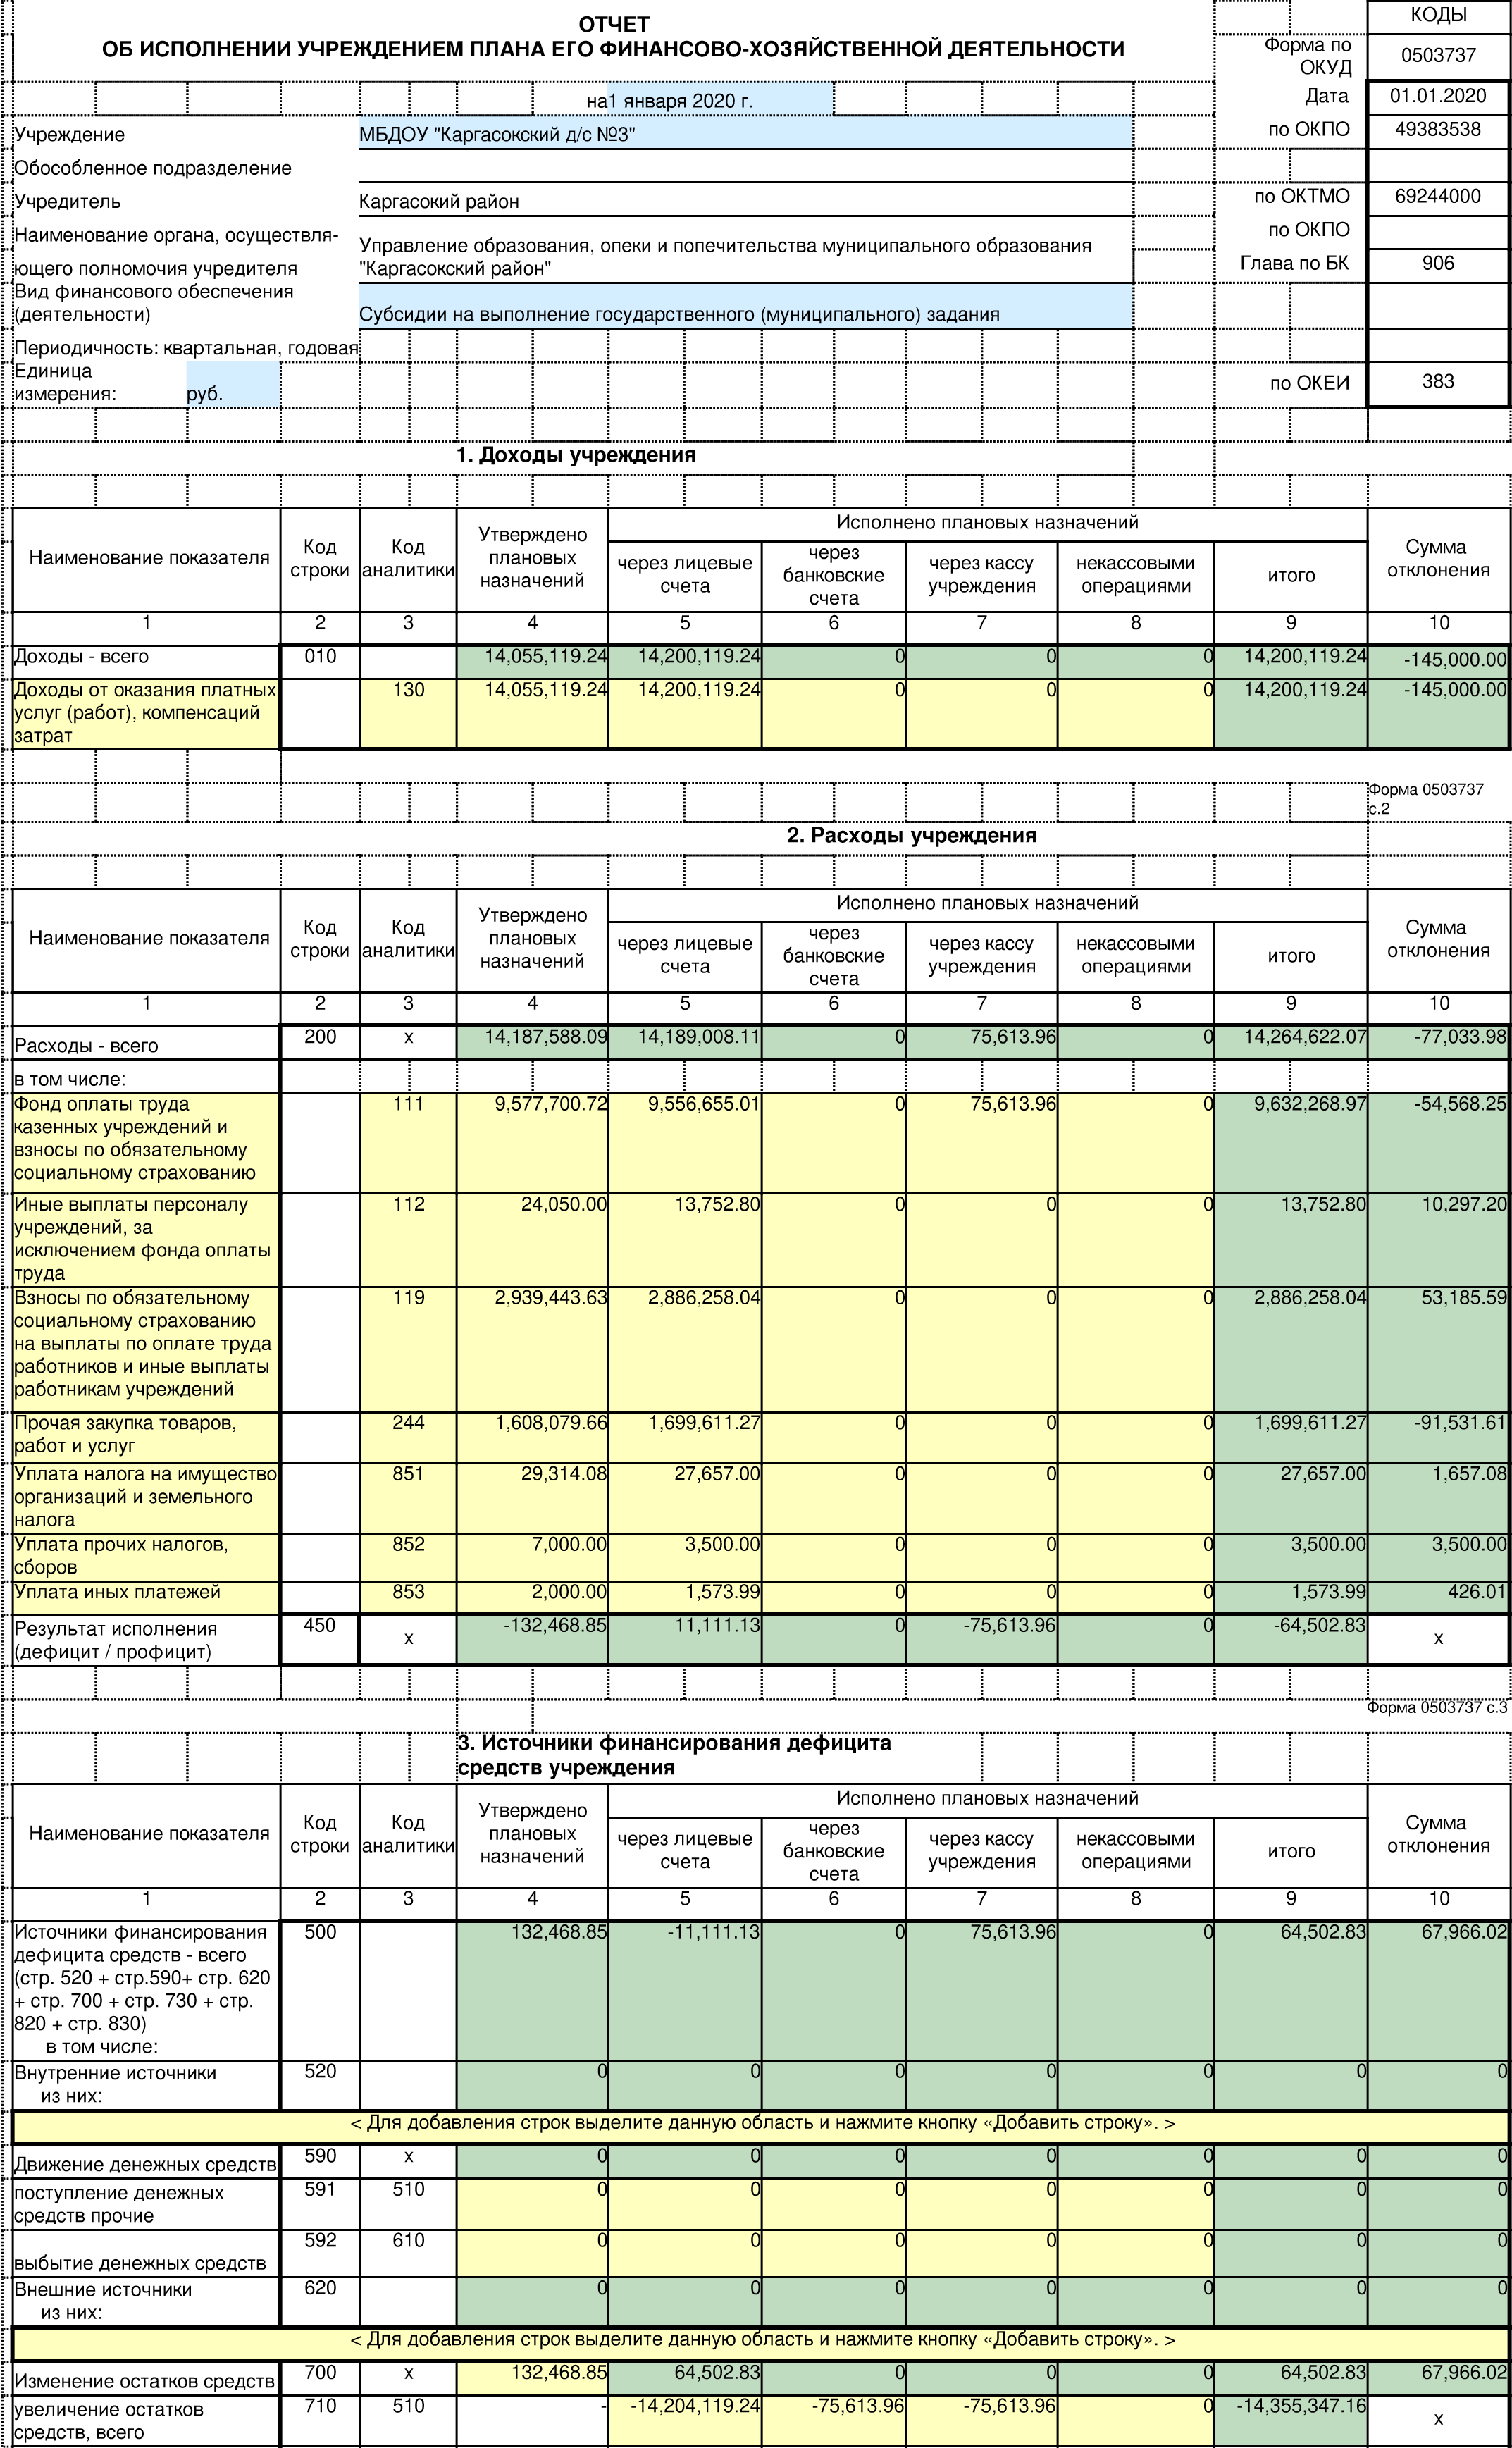 ОТЧЕТ
ОБ ИСПОЛНЕНИИ УЧРЕЖДЕНИЕМ ПЛАНА ЕГО ФИНАНСОВО-ХОЗЯЙСТВЕННОЙ ДЕЯТЕЛЬНОСТИ
КОДЫ
Форма по ОКУД 0503737
на1 января 2020 г. Дата 01.01.2020
Учреждение МБДОУ "Каргасокский д/с №3" по ОКПО 49383538
Обособленное подразделение
Учредитель Каргасокий район по ОКТМО 69244000
Наименование органа, осуществля- по ОКПО
ющего полномочия учредителя Управление образования, опеки и попечительства муниципального образования
"Каргасокский район" Глава по БК 906
Вид финансового обеспечения
(деятельности) Субсидии на выполнение государственного (муниципального) задания
Периодичность: квартальная, годовая
Единица
измерения: руб. по ОКЕИ 383
1. Доходы учреждения
Наименование показателя Код строки Код аналитики Утверждено плановых назначений Исполнено плановых назначений Сумма отклонения
через лицевые счета через банковские счета через кассу учреждения некассовыми операциями итого
1 2 3 4 5 6 7 8 9 10
Доходы - всего 010 14,055,119.24 14,200,119.24 0 0 0 14,200,119.24 -145,000.00
Доходы от оказания платных 130 14,055,119.24 14,200,119.24 0 0 0 14,200,119.24 -145,000.00
услуг (работ), компенсаций
затрат
Форма 0503737
с.2
2. Расходы учреждения
Наименование показателя Код строки Код аналитики Утверждено плановых назначений Исполнено плановых назначений Сумма отклонения
через лицевые счета через банковские счета через кассу учреждения некассовыми операциями итого
1 2 3 4 5 6 7 8 9 10
Расходы - всего 200 x 14,187,588.09 14,189,008.11 0 75,613.96 0 14,264,622.07 -77,033.98
в том числе:
Фонд оплаты труда 111 9,577,700.72 9,556,655.01 0 75,613.96 0 9,632,268.97 -54,568.25
казенных учреждений и
взносы по обязательному
социальному страхованию
Иные выплаты персоналу 112 24,050.00 13,752.80 0 0 0 13,752.80 10,297.20
учреждений, за
исключением фонда оплаты
труда
Взносы по обязательному 119 2,939,443.63 2,886,258.04 0 0 0 2,886,258.04 53,185.59
социальному страхованию
на выплаты по оплате труда
работников и иные выплаты
работникам учреждений
Прочая закупка товаров, 244 1,608,079.66 1,699,611.27 0 0 0 1,699,611.27 -91,531.61
работ и услуг
Уплата налога на имущество 851 29,314.08 27,657.00 0 0 0 27,657.00 1,657.08
организаций и земельного
налога
Уплата прочих налогов, 852 7,000.00 3,500.00 0 0 0 3,500.00 3,500.00
сборов
Уплата иных платежей 853 2,000.00 1,573.99 0 0 0 1,573.99 426.01
Результат исполнения 450 x -132,468.85 11,111.13 0 -75,613.96 0 -64,502.83 x
(дефицит / профицит)
Форма 0503737 с.3
3. Источники финансирования дефицита
средств учреждения
Наименование показателя Код строки Код аналитики Утверждено плановых назначений Исполнено плановых назначений Сумма отклонения
через лицевые счета через банковские счета через кассу учреждения некассовыми операциями итого
1 2 3 4 5 6 7 8 9 10
Источники финансирования 500 132,468.85 -11,111.13 0 75,613.96 0 64,502.83 67,966.02
дефицита средств - всего
(стр. 520 + стр.590+ стр. 620
+ стр. 700 + стр. 730 + стр.
820 + стр. 830)
в том числе:
Внутренние источники 520 0 0 0 0 0 0 0
из них:
< Для добавления строк выделите данную область и нажмите кнопку «Добавить строку». >
Движение денежных средств 590 x 0 0 0 0 0 0 0
поступление денежных 591 510 0 0 0 0 0 0 0
средств прочие
выбытие денежных средств 592 610 0 0 0 0 0 0 0
Внешние источники 620 0 0 0 0 0 0 0
из них:
< Для добавления строк выделите данную область и нажмите кнопку «Добавить строку». >
Изменение остатков средств 700 x 132,468.85 64,502.83 0 0 0 64,502.83 67,966.02
увеличение остатков 710 510 - -14,204,119.24 -75,613.96 -75,613.96 0 -14,355,347.16 x
средств, всего